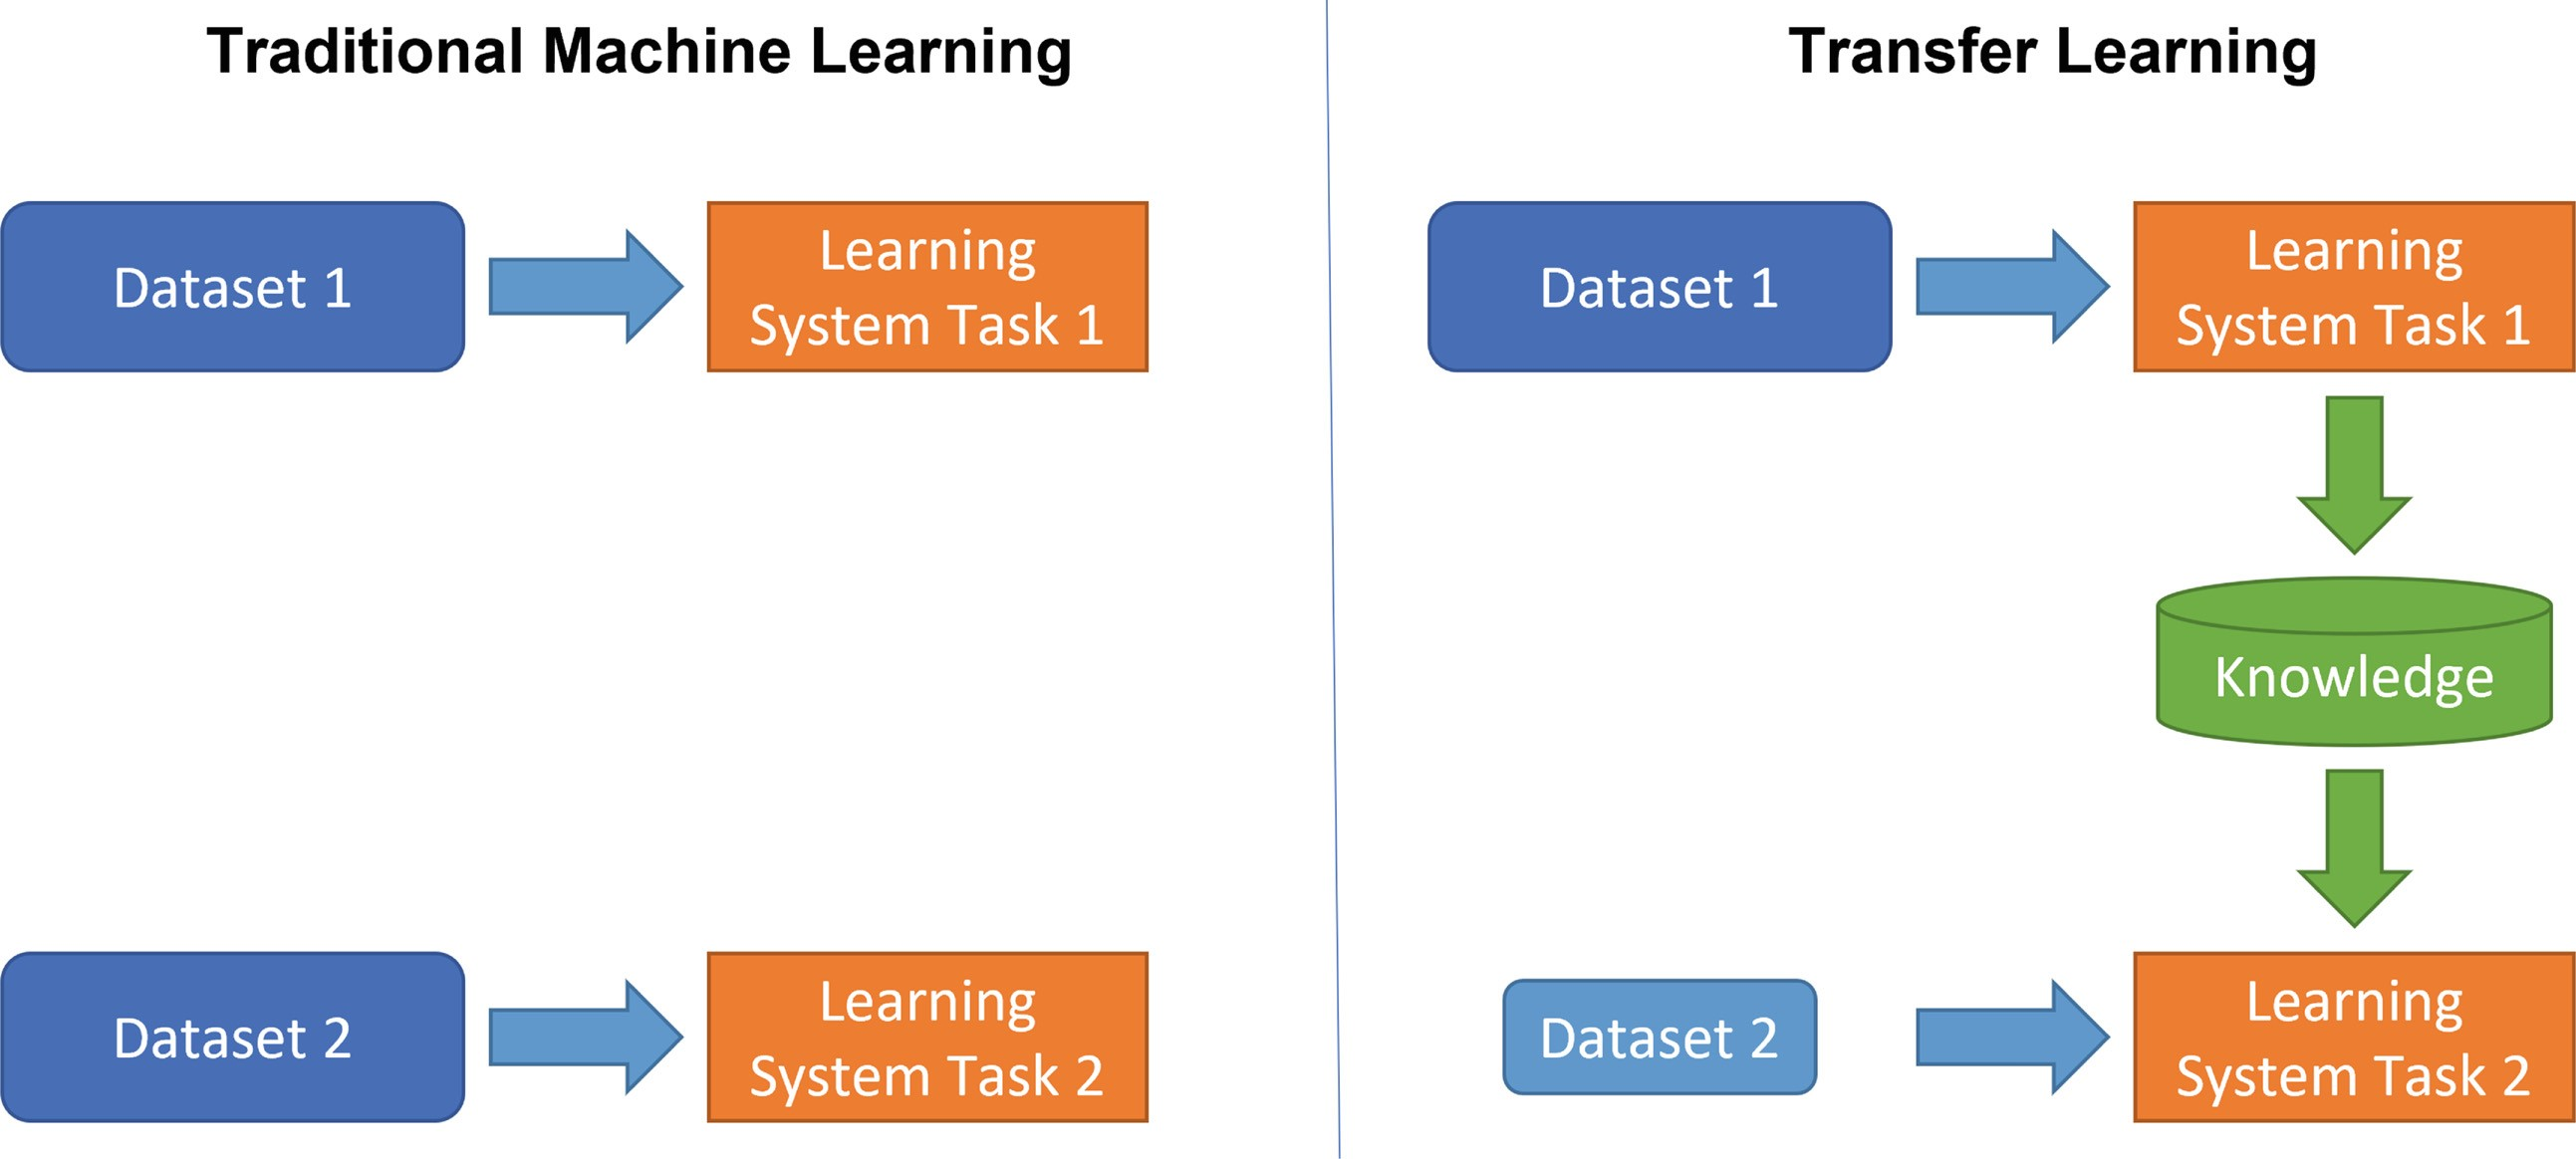 Traditional Machine Learning
Dataset 1
Learning
System Task 1
Dataset 2
Learning
System Task 2
Transfer Learning
Dataset 1
Learning
System Task 1
Knowledge
Dataset 2
Learning
System Task 2